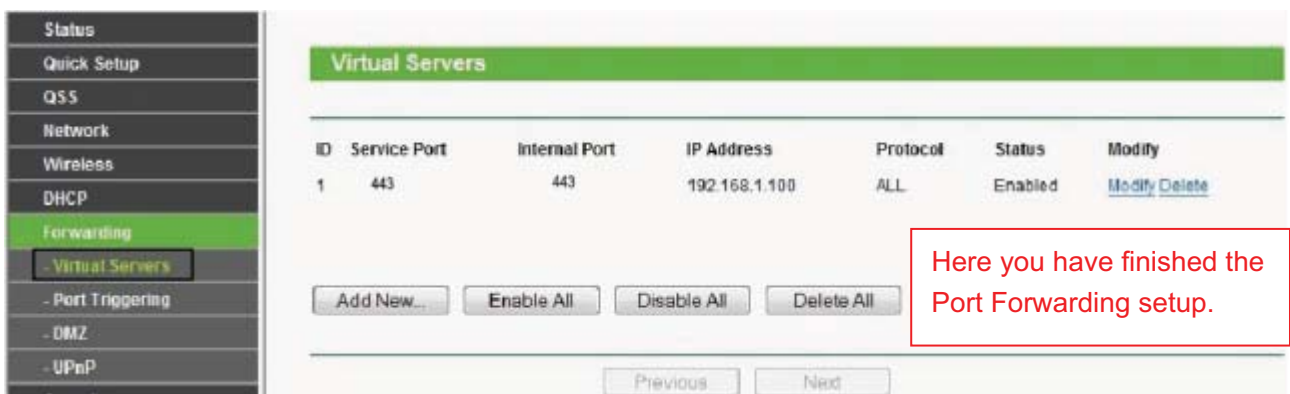 Status
Quick Setup
QSS
Network
Wireless
DHCP
Forwarding
- Virtual Servers
- Port Triggering
- DMZ
- UPnP
Virtual Servers
ID Service Port Internal Port IP Address Protocol Status Modify
1 443 443 192.168.1.100 ALL Enabled Modify Delete
Add New... Enable All Disable All Delete All
Here you have finished the
Port Forwarding setup.
Previous Next